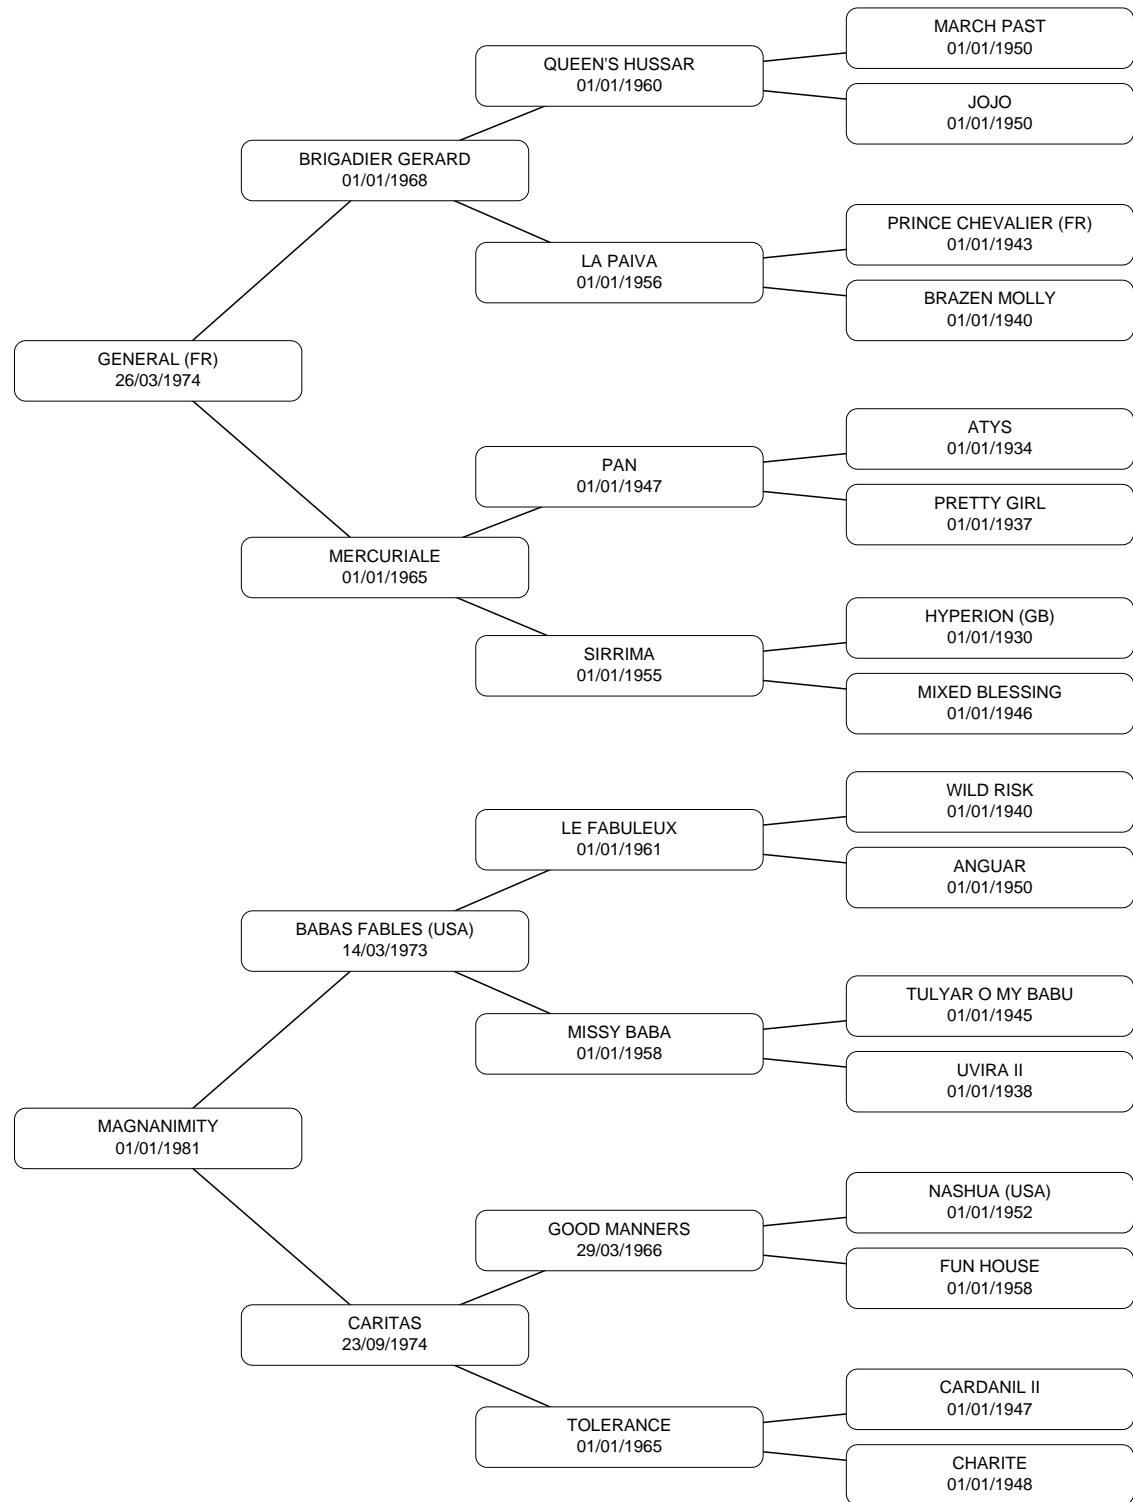 MARCH PAST
01/01/1950
QUEEN'S HUSSAR
01/01/1960
JOJO
01/01/1950
BRIGADIER GERARD
01/01/1968
PRINCE CHEVALIER (FR)
01/01/1943
LA PAIVA
01/01/1956
BRAZEN MOLLY
01/01/1940
GENERAL (FR)
26/03/1974
ATYS
01/01/1934
PAN
01/01/1947
PRETTY GIRL
01/01/1937
MERCURIALE
01/01/1965
HYPERION (GB)
01/01/1930
SIRRIMA
01/01/1955
MIXED BLESSING
01/01/1946
WILD RISK
01/01/1940
LE FABULEUX
01/01/1961
ANGUAR
01/01/1950
BABAS FABLES (USA)
14/03/1973
TULYAR O MY BABU
01/01/1945
MISSY BABA
01/01/1958
UVIRA II
01/01/1938
MAGNANIMITY
01/01/1981
NASHUA (USA)
01/01/1952
GOOD MANNERS
29/03/1966
FUN HOUSE
01/01/1958
CARITAS
23/09/1974
CARDANIL II
01/01/1947
TOLERANCE
01/01/1965
CHARITE
01/01/1948